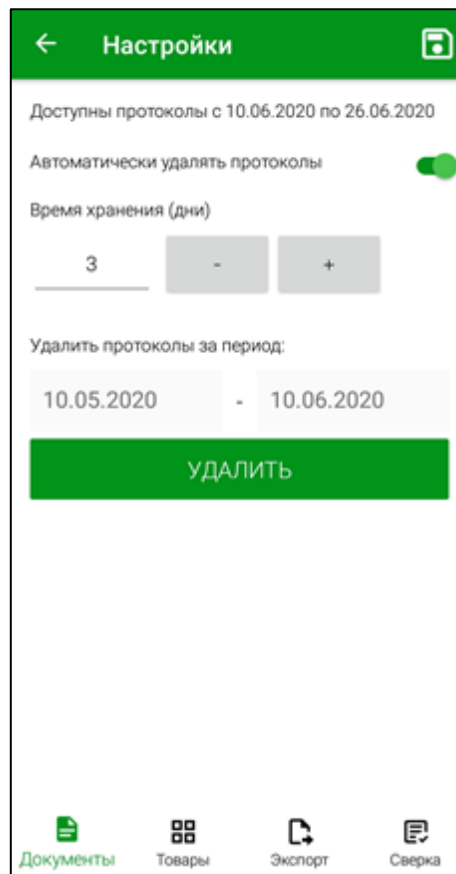 Настройки
Доступны протоколы с 10.06.2020 по 26.06.2020
Автоматически удалять протоколы
Время хранения (дни)
3 - +
Удалить протоколы за период:
10.05.2020 - 10.06.2020
УДАЛИТЬ
Документы Товары Экспорт Сверка